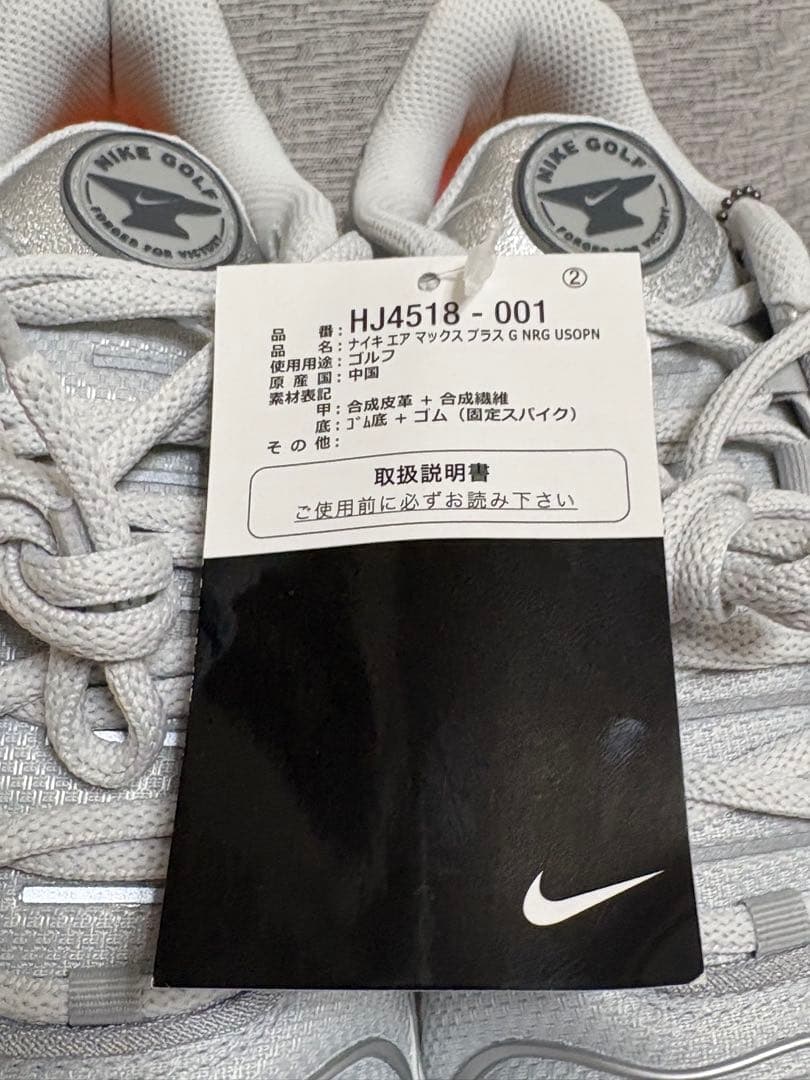 NIKE GOLF
FORGED FOR VICTORY
NIKE GOLF
FORGED FOR VICTORY
②
品 番：HJ4518 - 001
品 名：ナイキ エア マックス プラス G NRG USOPN
使用用途：ゴルフ
原産国：中国
素材表記
甲：合成皮革 + 合成繊維
底：ゴム底 + ゴム（固定スパイク）
その他：
取扱説明書
ご使用前に必ずお読み下さい